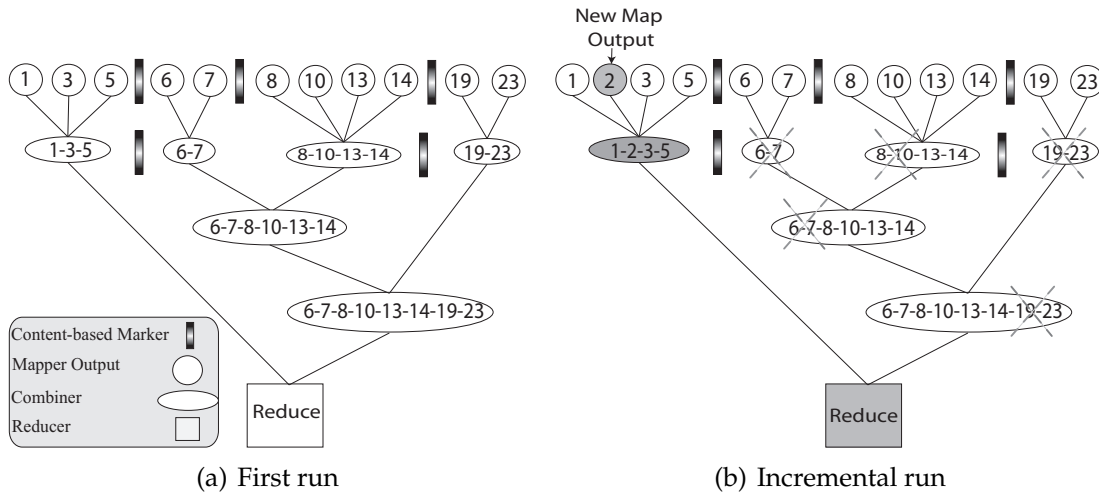 New Map
Output
1 3 5 6 7 8 10 13 14 19 23
1 2 3 5 6 7 8 10 13 14 19 23
1-3-5 6-7 8-10-13-14 19-23
1-2-3-5 6-7 8-10-13-14 19-23
6-7-8-10-13-14
6-7-8-10-13-14
6-7-8-10-13-14-19-23
6-7-8-10-13-14-19-23
Content-based Marker
Mapper Output
Combiner
Reducer
Reduce
Reduce
(a) First run
(b) Incremental run